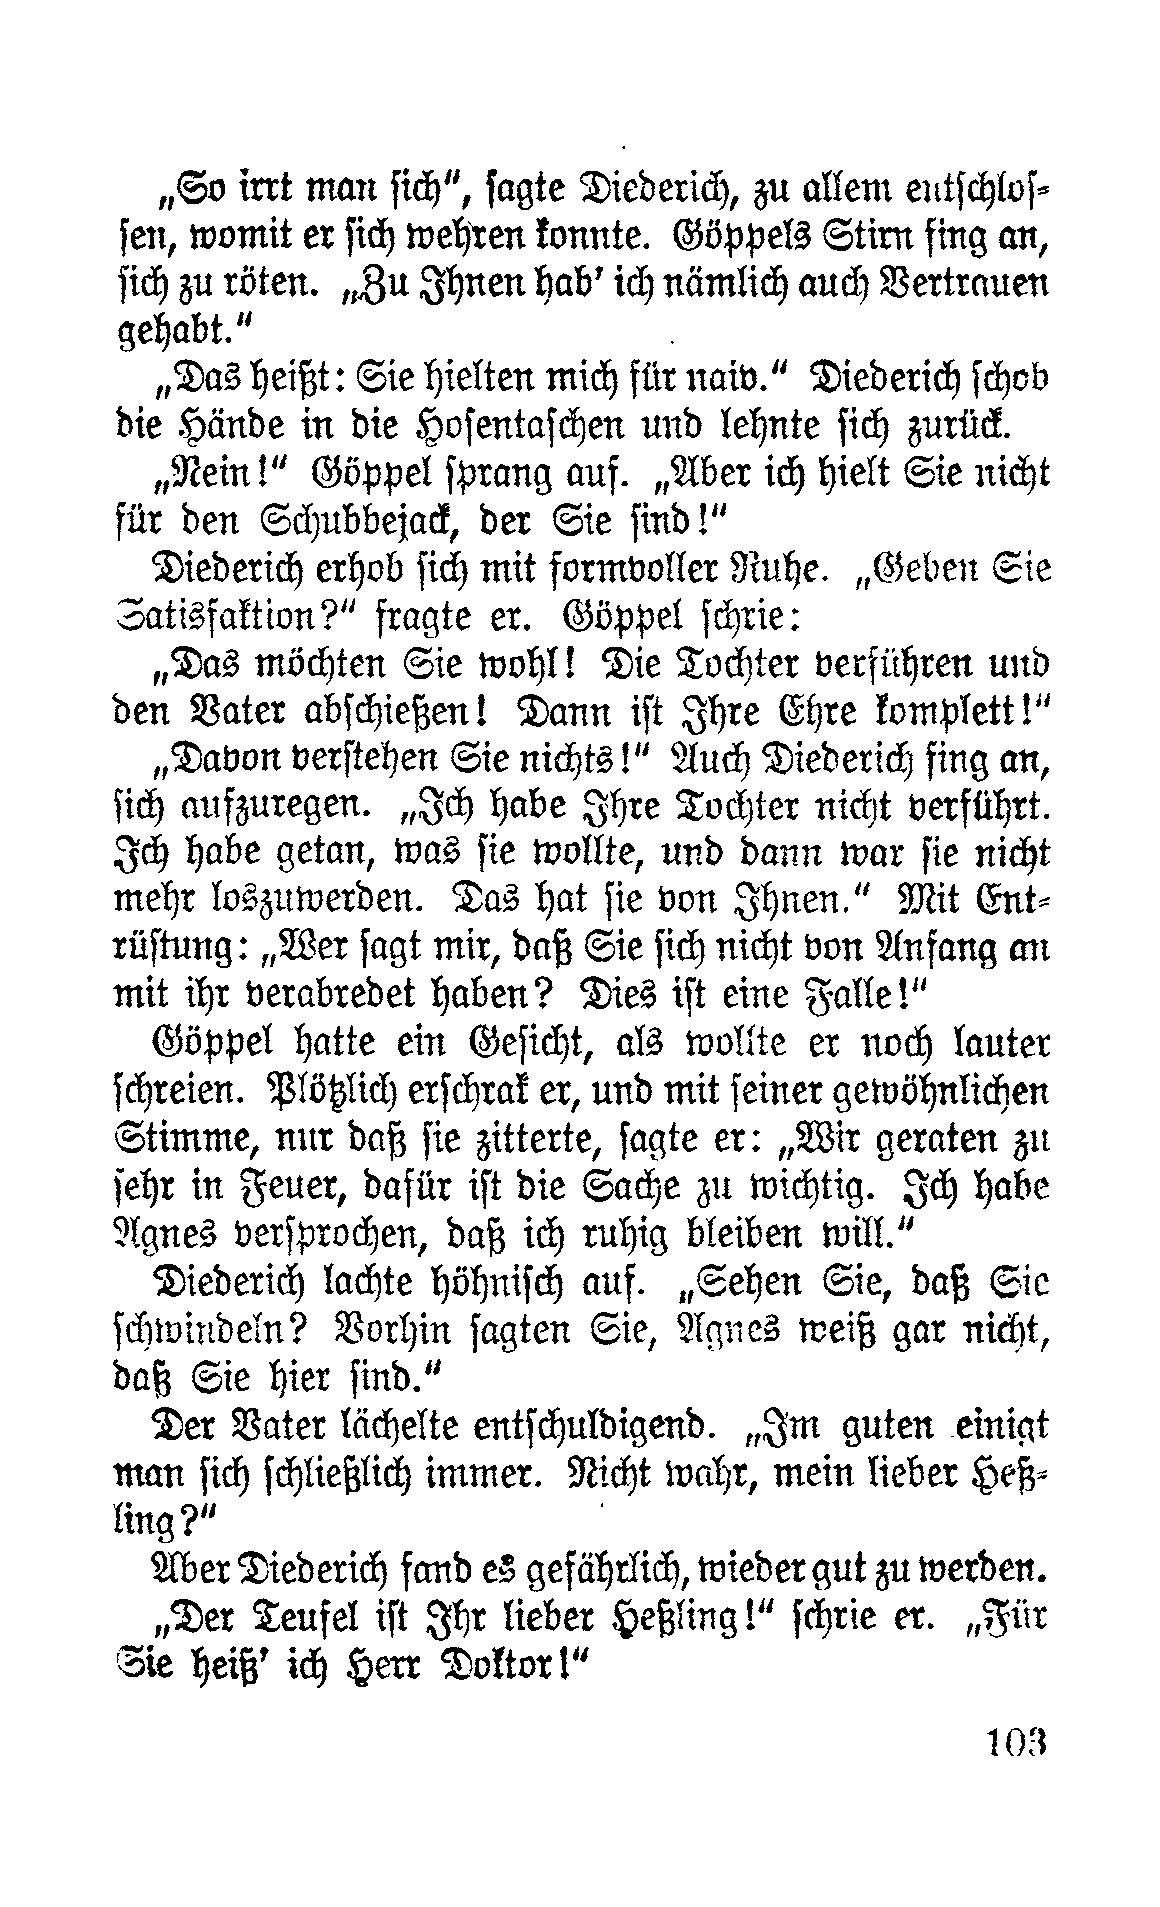 „So irrt man sich“, sagte Diederich, zu allem entschlos-
sen, womit er sich wehren konnte. Göppels Stirn fing an,
sich zu röten. „Zu Ihnen hab’ ich nämlich auch Vertrauen
gehabt.“
„Das heißt: Sie hielten mich für naiv.“ Diederich schob
die Hände in die Hosentaschen und lehnte sich zurück.
„Nein!“ Göppel sprang auf. „Aber ich hielt Sie nicht
für den Schubbejack, der Sie sind!“
Diederich erhob sich mit formvoller Ruhe. „Geben Sie
Satisfaktion?“ fragte er. Göppel schrie:
„Das möchten Sie wohl! Die Tochter verführen und
den Vater abschießen! Dann ist Ihre Ehre komplett!“
„Davon verstehen Sie nichts!“ Auch Diederich fing an,
sich aufzuregen. „Ich habe Ihre Tochter nicht verführt.
Ich habe getan, was sie wollte, und dann war sie nicht
mehr loszuwerden. Das hat sie von Ihnen.“ Mit Ent-
rüstung: „Wer sagt mir, daß Sie sich nicht von Anfang an
mit ihr verabredet haben? Dies ist eine Falle!“
Göppel hatte ein Gesicht, als wollte er noch lauter
schreien. Plötzlich erschrak er, und mit seiner gewöhnlichen
Stimme, nur daß sie zitterte, sagte er: „Wir geraten zu
sehr in Feuer, dafür ist die Sache zu wichtig. Ich habe
Agnes versprochen, daß ich ruhig bleiben will.“
Diederich lachte höhnisch auf. „Sehen Sie, daß Sie
schwindeln? Vorhin sagten Sie, Agnes weiß gar nicht,
daß Sie hier sind.“
Der Vater lächelte entschuldigend. „Im guten einigt
man sich schließlich immer. Nicht wahr, mein lieber Heß-
ling?“
Aber Diederich fand es gefährlich, wieder gut zu werden.
„Der Teufel ist Ihr lieber Heßling!“ schrie er. „Für
Sie heiß’ ich Herr Doktor!“
103